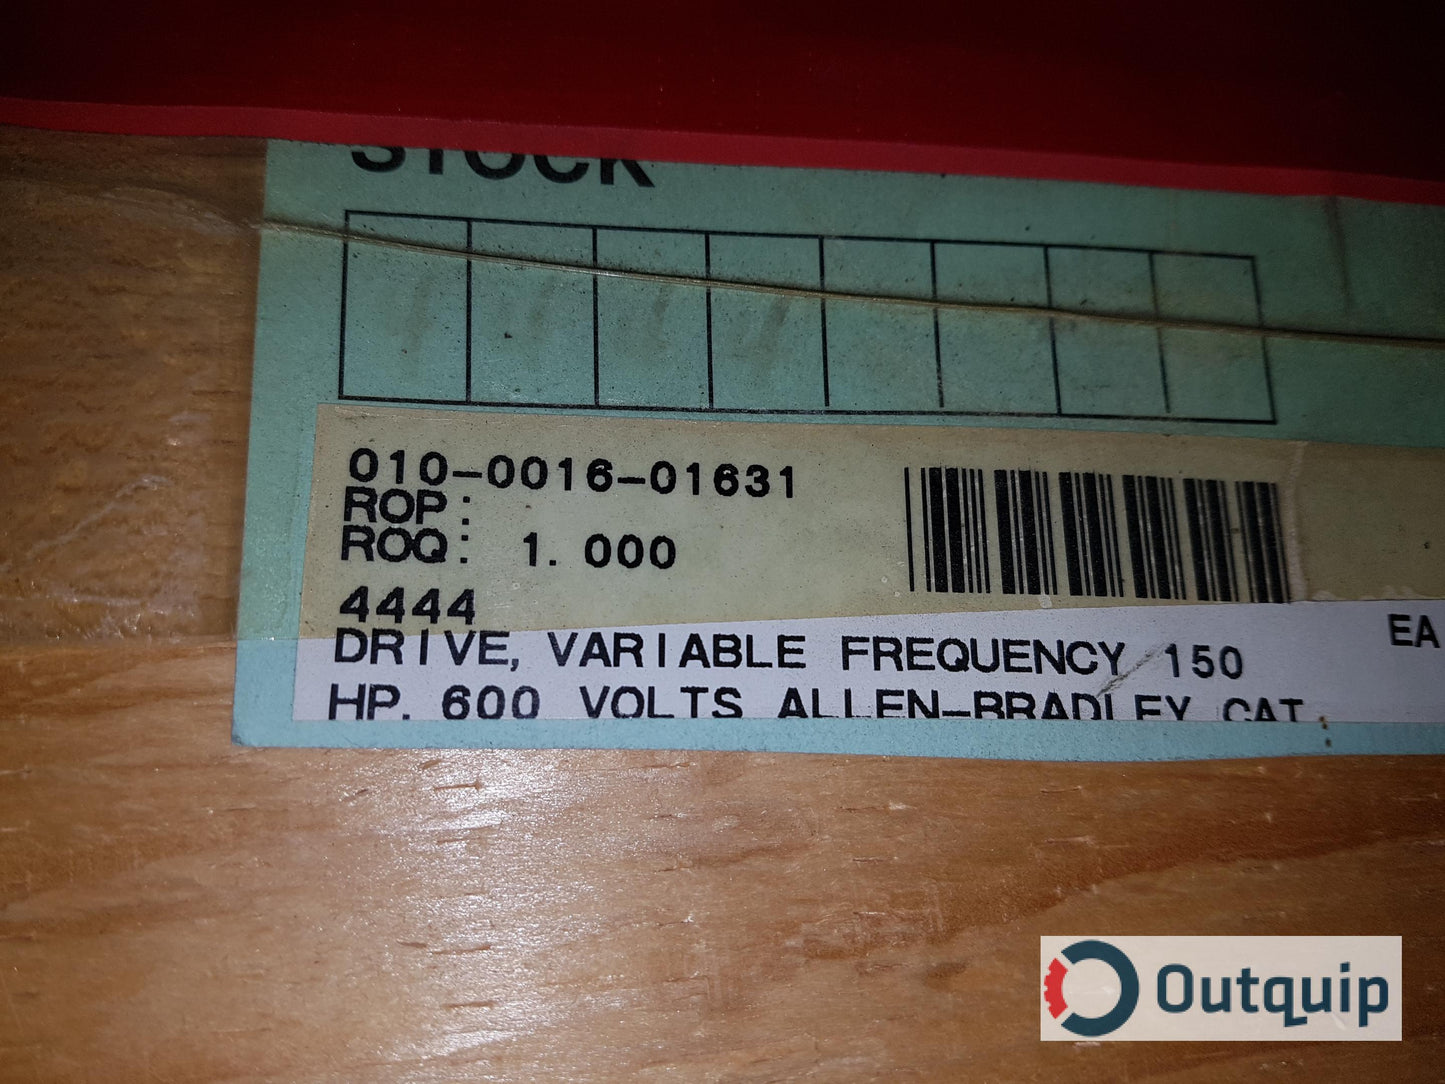 STOCK
010-0016-01631
ROP:
ROQ: 1.000
4444
EA
DRIVE, VARIABLE FREQUENCY 150
HP. 600 VOLTS ALLEN-BRADLEY CAT.
Outquip